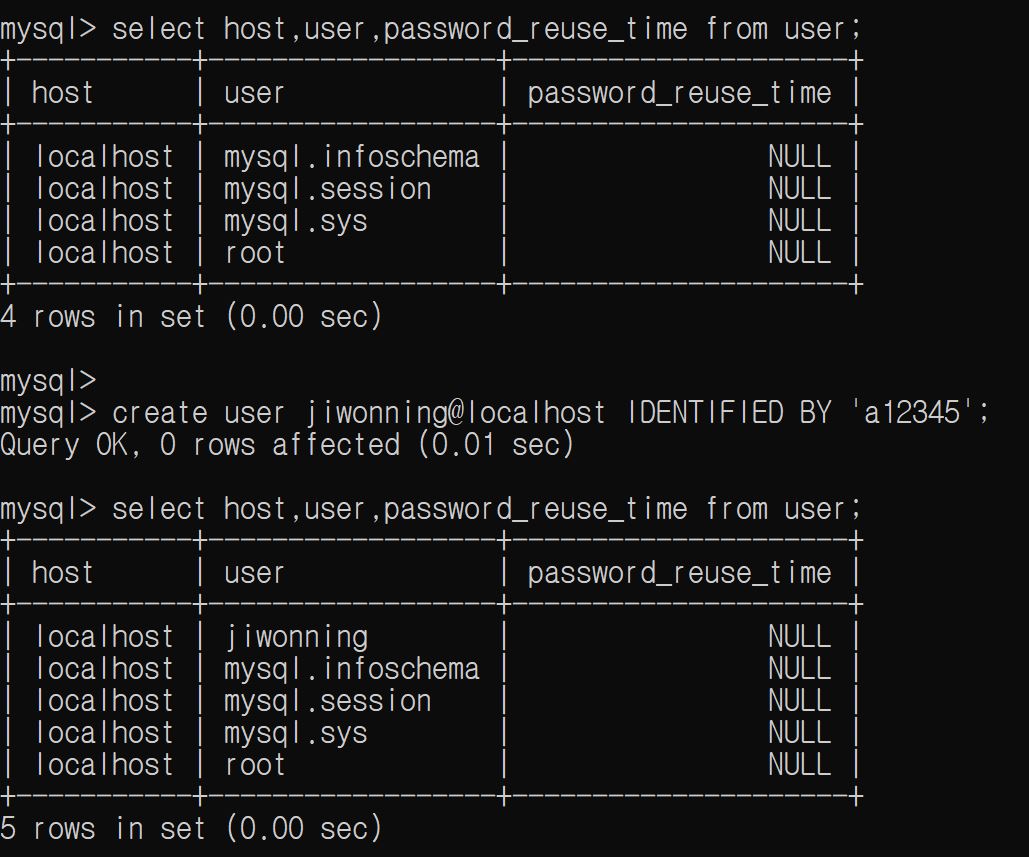 mysql> select host,user,password_reuse_time from user;
+-----------+------------------+---------------------+
| host      | user             | password_reuse_time |
+-----------+------------------+---------------------+
| localhost | mysql.infoschema |                NULL |
| localhost | mysql.session    |                NULL |
| localhost | mysql.sys        |                NULL |
| localhost | root             |                NULL |
+-----------+------------------+---------------------+
4 rows in set (0.00 sec)

mysql>
mysql> create user jiwonning@localhost IDENTIFIED BY 'a12345';
Query OK, 0 rows affected (0.01 sec)

mysql> select host,user,password_reuse_time from user;
+-----------+------------------+---------------------+
| host      | user             | password_reuse_time |
+-----------+------------------+---------------------+
| localhost | jiwonning        |                NULL |
| localhost | mysql.infoschema |                NULL |
| localhost | mysql.session    |                NULL |
| localhost | mysql.sys        |                NULL |
| localhost | root             |                NULL |
+-----------+------------------+---------------------+
5 rows in set (0.00 sec)